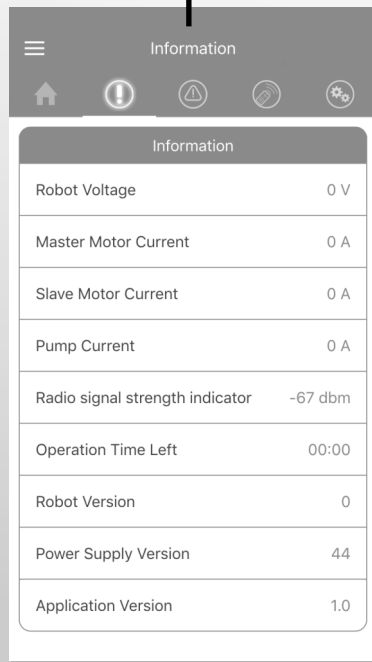 Information
Information
Robot Voltage 0 V
Master Motor Current 0 A
Slave Motor Current 0 A
Pump Current 0 A
Radio signal strength indicator -67 dbm
Operation Time Left 00:00
Robot Version 0
Power Supply Version 44
Application Version 1.0